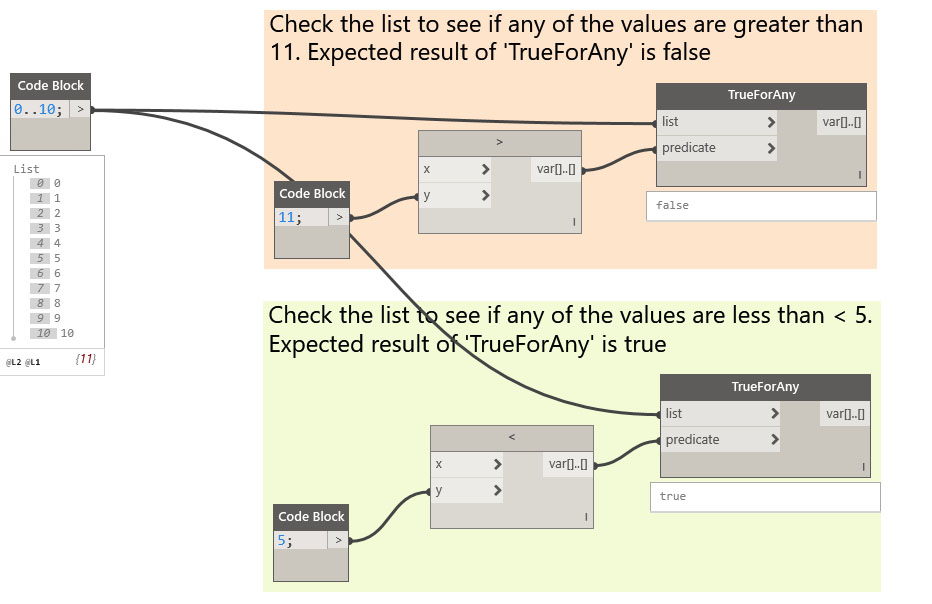 Check the list to see if any of the values are greater than
11. Expected result of 'TrueForAny' is false
Code Block
0..10; >
List
0 0
1 1
2 2
3 3
4 4
5 5
6 6
7 7
8 8
9 9
10 10
@L2 @L1 {11}
Code Block
11; >
>
x > var[]..[]
y >
l
TrueForAny
list > var[]..[]
predicate >
l
false
Check the list to see if any of the values are less than < 5.
Expected result of 'TrueForAny' is true
Code Block
5; >
<
x > var[]..[]
y >
l
TrueForAny
list > var[]..[]
predicate >
l
true